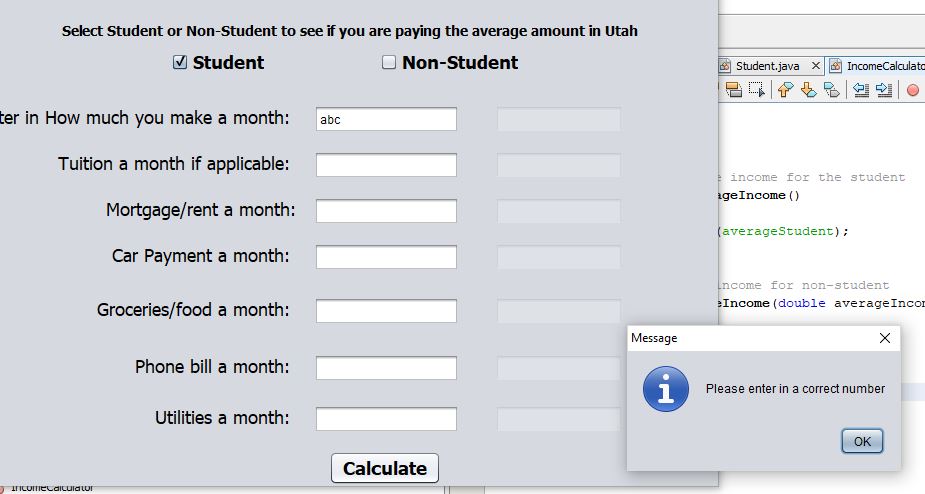 Select Student or Non-Student to see if you are paying the average amount in Utah
Student
Non-Student
ter in How much you make a month:
abc
Tuition a month if applicable:
Mortgage/rent a month:
Car Payment a month:
Groceries/food a month:
Phone bill a month:
Utilities a month:
Calculate
Student.java
IncomeCalculato
e income for the student
ageIncome()
(averageStudent);
income for non-student
eIncome(double averageIncom
Message
Please enter in a correct number
OK
IncomeCalculator